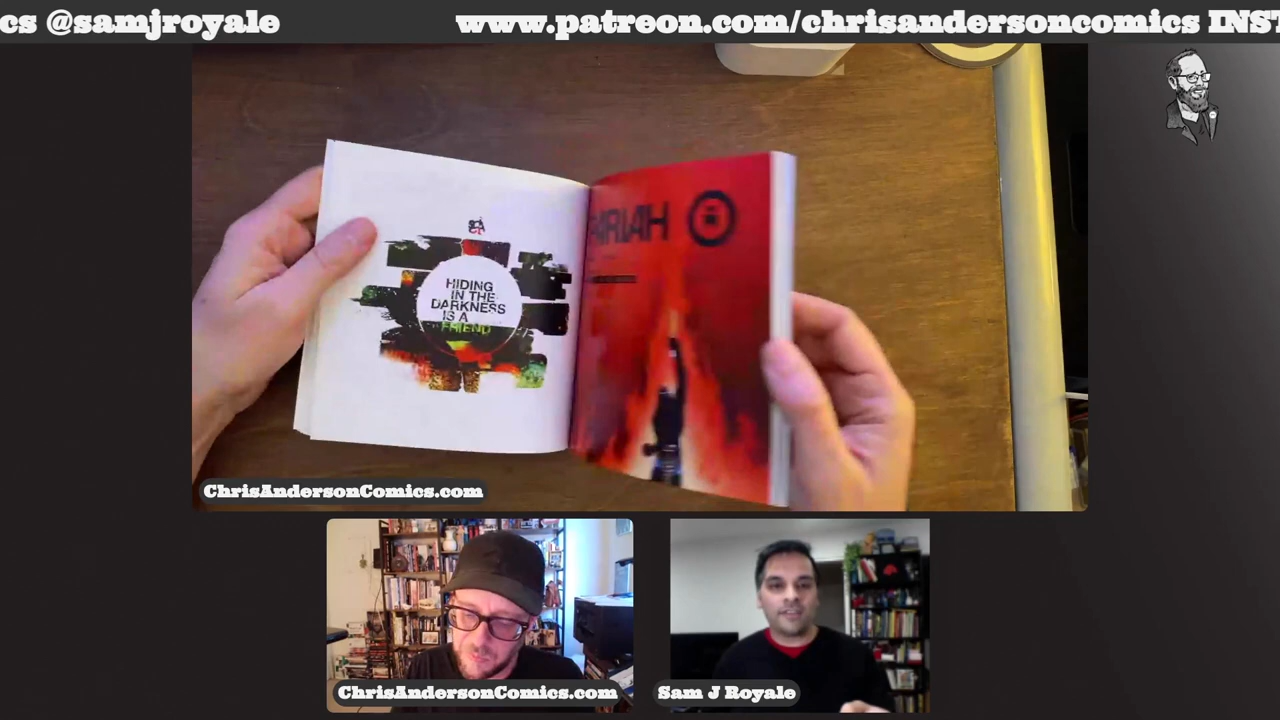 cs @samjroyale
www.patreon.com/chrisandersoncomics INST
HIDING
IN THE
DARKNESS
IS A
FRIEND
ARIAH
ChrisAndersonComics.com
ChrisAndersonComics.com
Sam J Royale